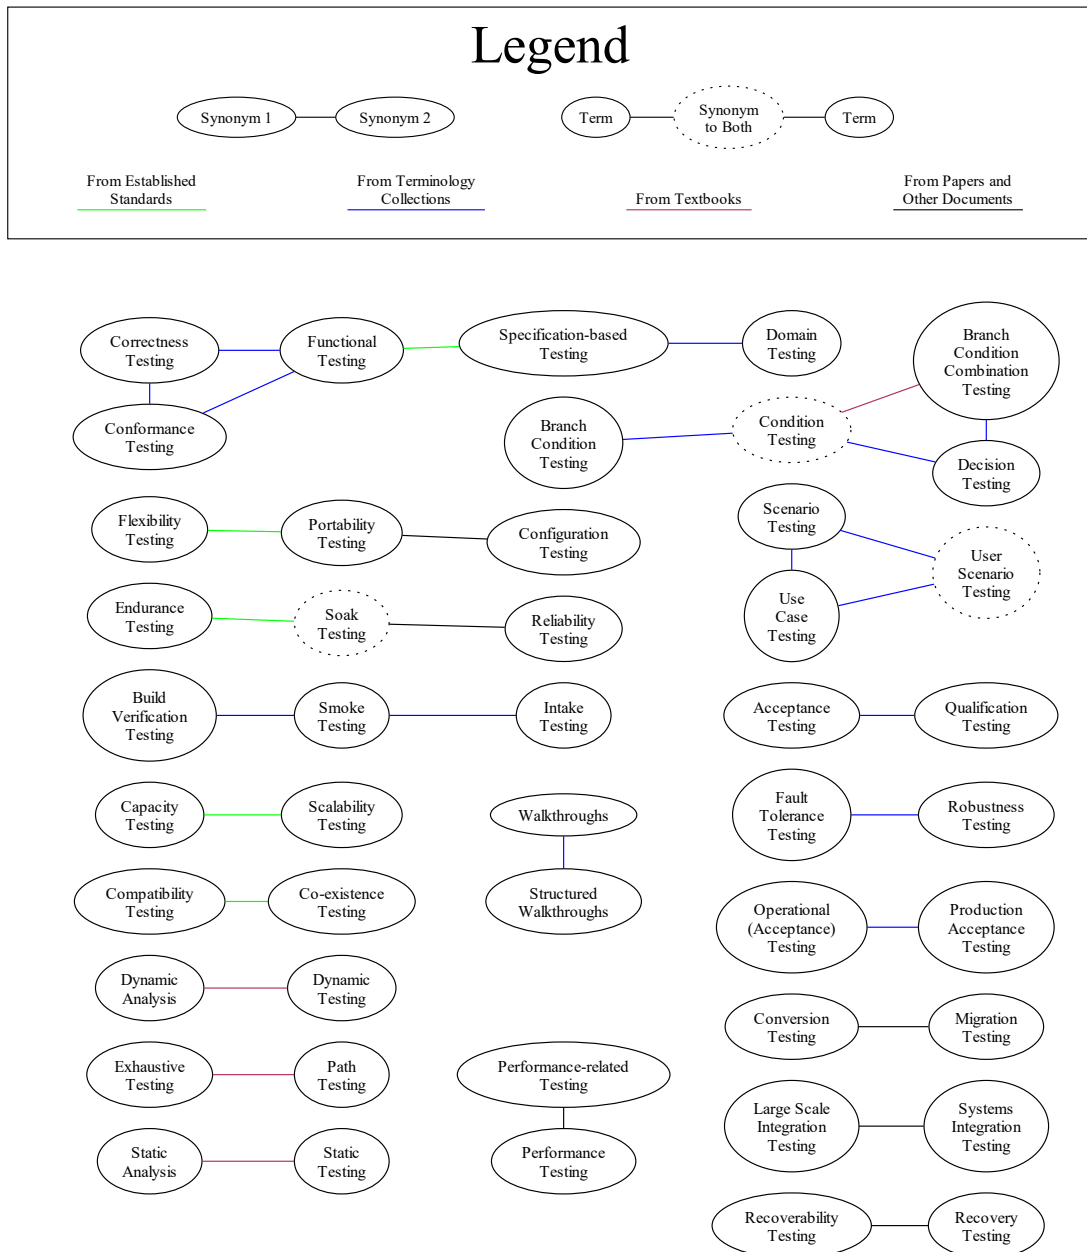 Legend
Synonym 1
Synonym 2
Term
Synonym
to Both
Term
From Established
Standards
From Terminology
Collections
From Textbooks
From Papers and
Other Documents
Correctness
Testing
Functional
Testing
Specification-based
Testing
Domain
Testing
Branch
Condition
Combination
Testing
Conformance
Testing
Branch
Condition
Testing
Condition
Testing
Decision
Testing
Flexibility
Testing
Portability
Testing
Configuration
Testing
Scenario
Testing
User
Scenario
Testing
Endurance
Testing
Soak
Testing
Reliability
Testing
Use
Case
Testing
Build
Verification
Testing
Smoke
Testing
Intake
Testing
Acceptance
Testing
Qualification
Testing
Capacity
Testing
Scalability
Testing
Walkthroughs
Fault
Tolerance
Testing
Robustness
Testing
Compatibility
Testing
Co-existence
Testing
Structured
Walkthroughs
Operational
(Acceptance)
Testing
Production
Acceptance
Testing
Dynamic
Analysis
Dynamic
Testing
Conversion
Testing
Migration
Testing
Exhaustive
Testing
Path
Testing
Performance-related
Testing
Large Scale
Integration
Testing
Systems
Integration
Testing
Static
Analysis
Static
Testing
Performance
Testing
Recoverability
Testing
Recovery
Testing